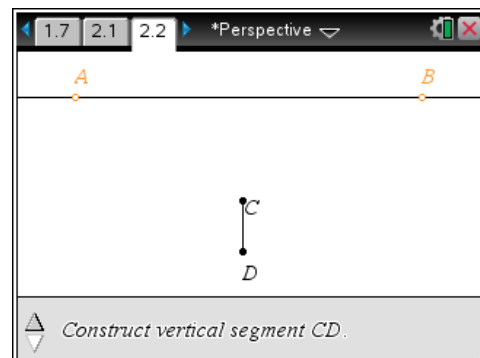 1.7 2.1 2.2 *Perspective
A B
C
D
Construct vertical segment CD.